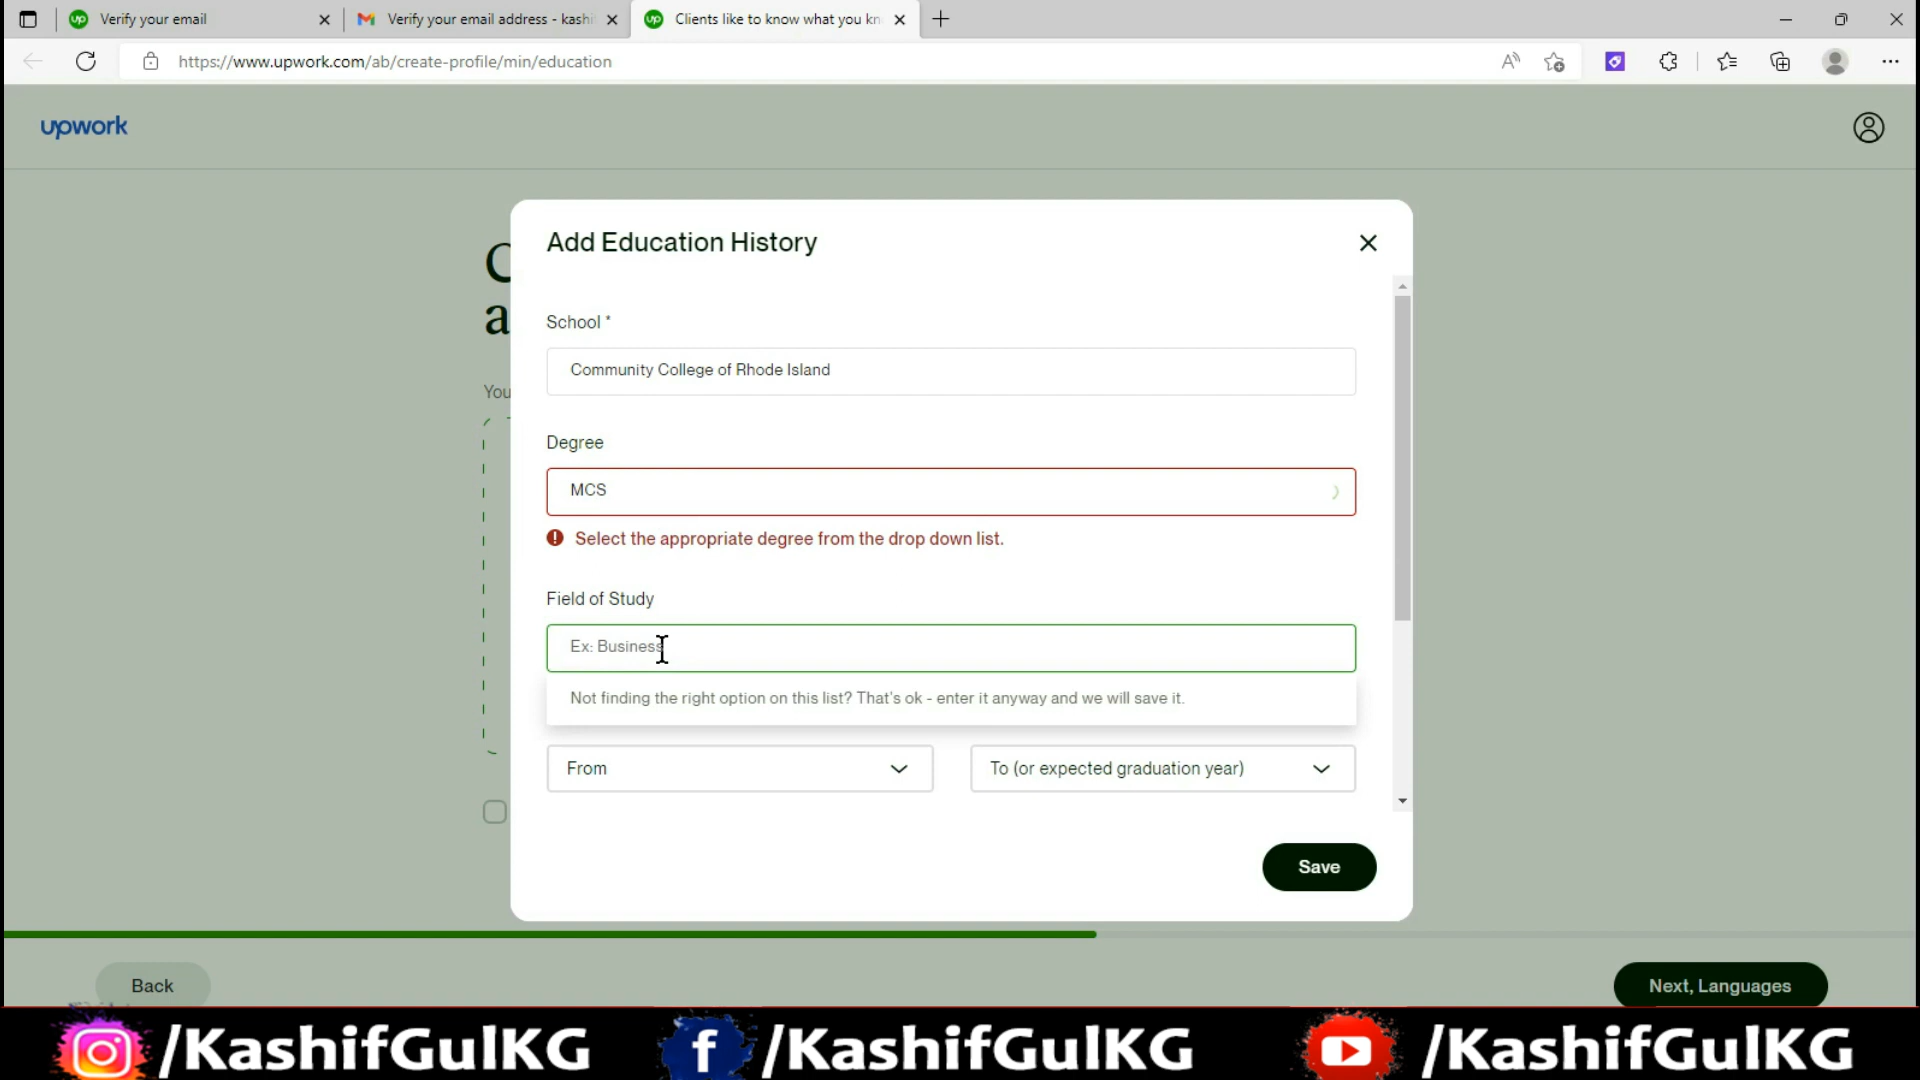 Verify your email
Verify your email address - kashi
Clients like to know what you kn
https://www.upwork.com/ab/create-profile/min/education
upwork
Add Education History
School *
Community College of Rhode Island
You
Degree
MCS
Select the appropriate degree from the drop down list.
Field of Study
Ex: Business
Not finding the right option on this list? That's ok - enter it anyway and we will save it.
From
To (or expected graduation year)
Save
Back
Next, Languages
/KashifGulKG
/KashifGulKG
/KashifGulKG